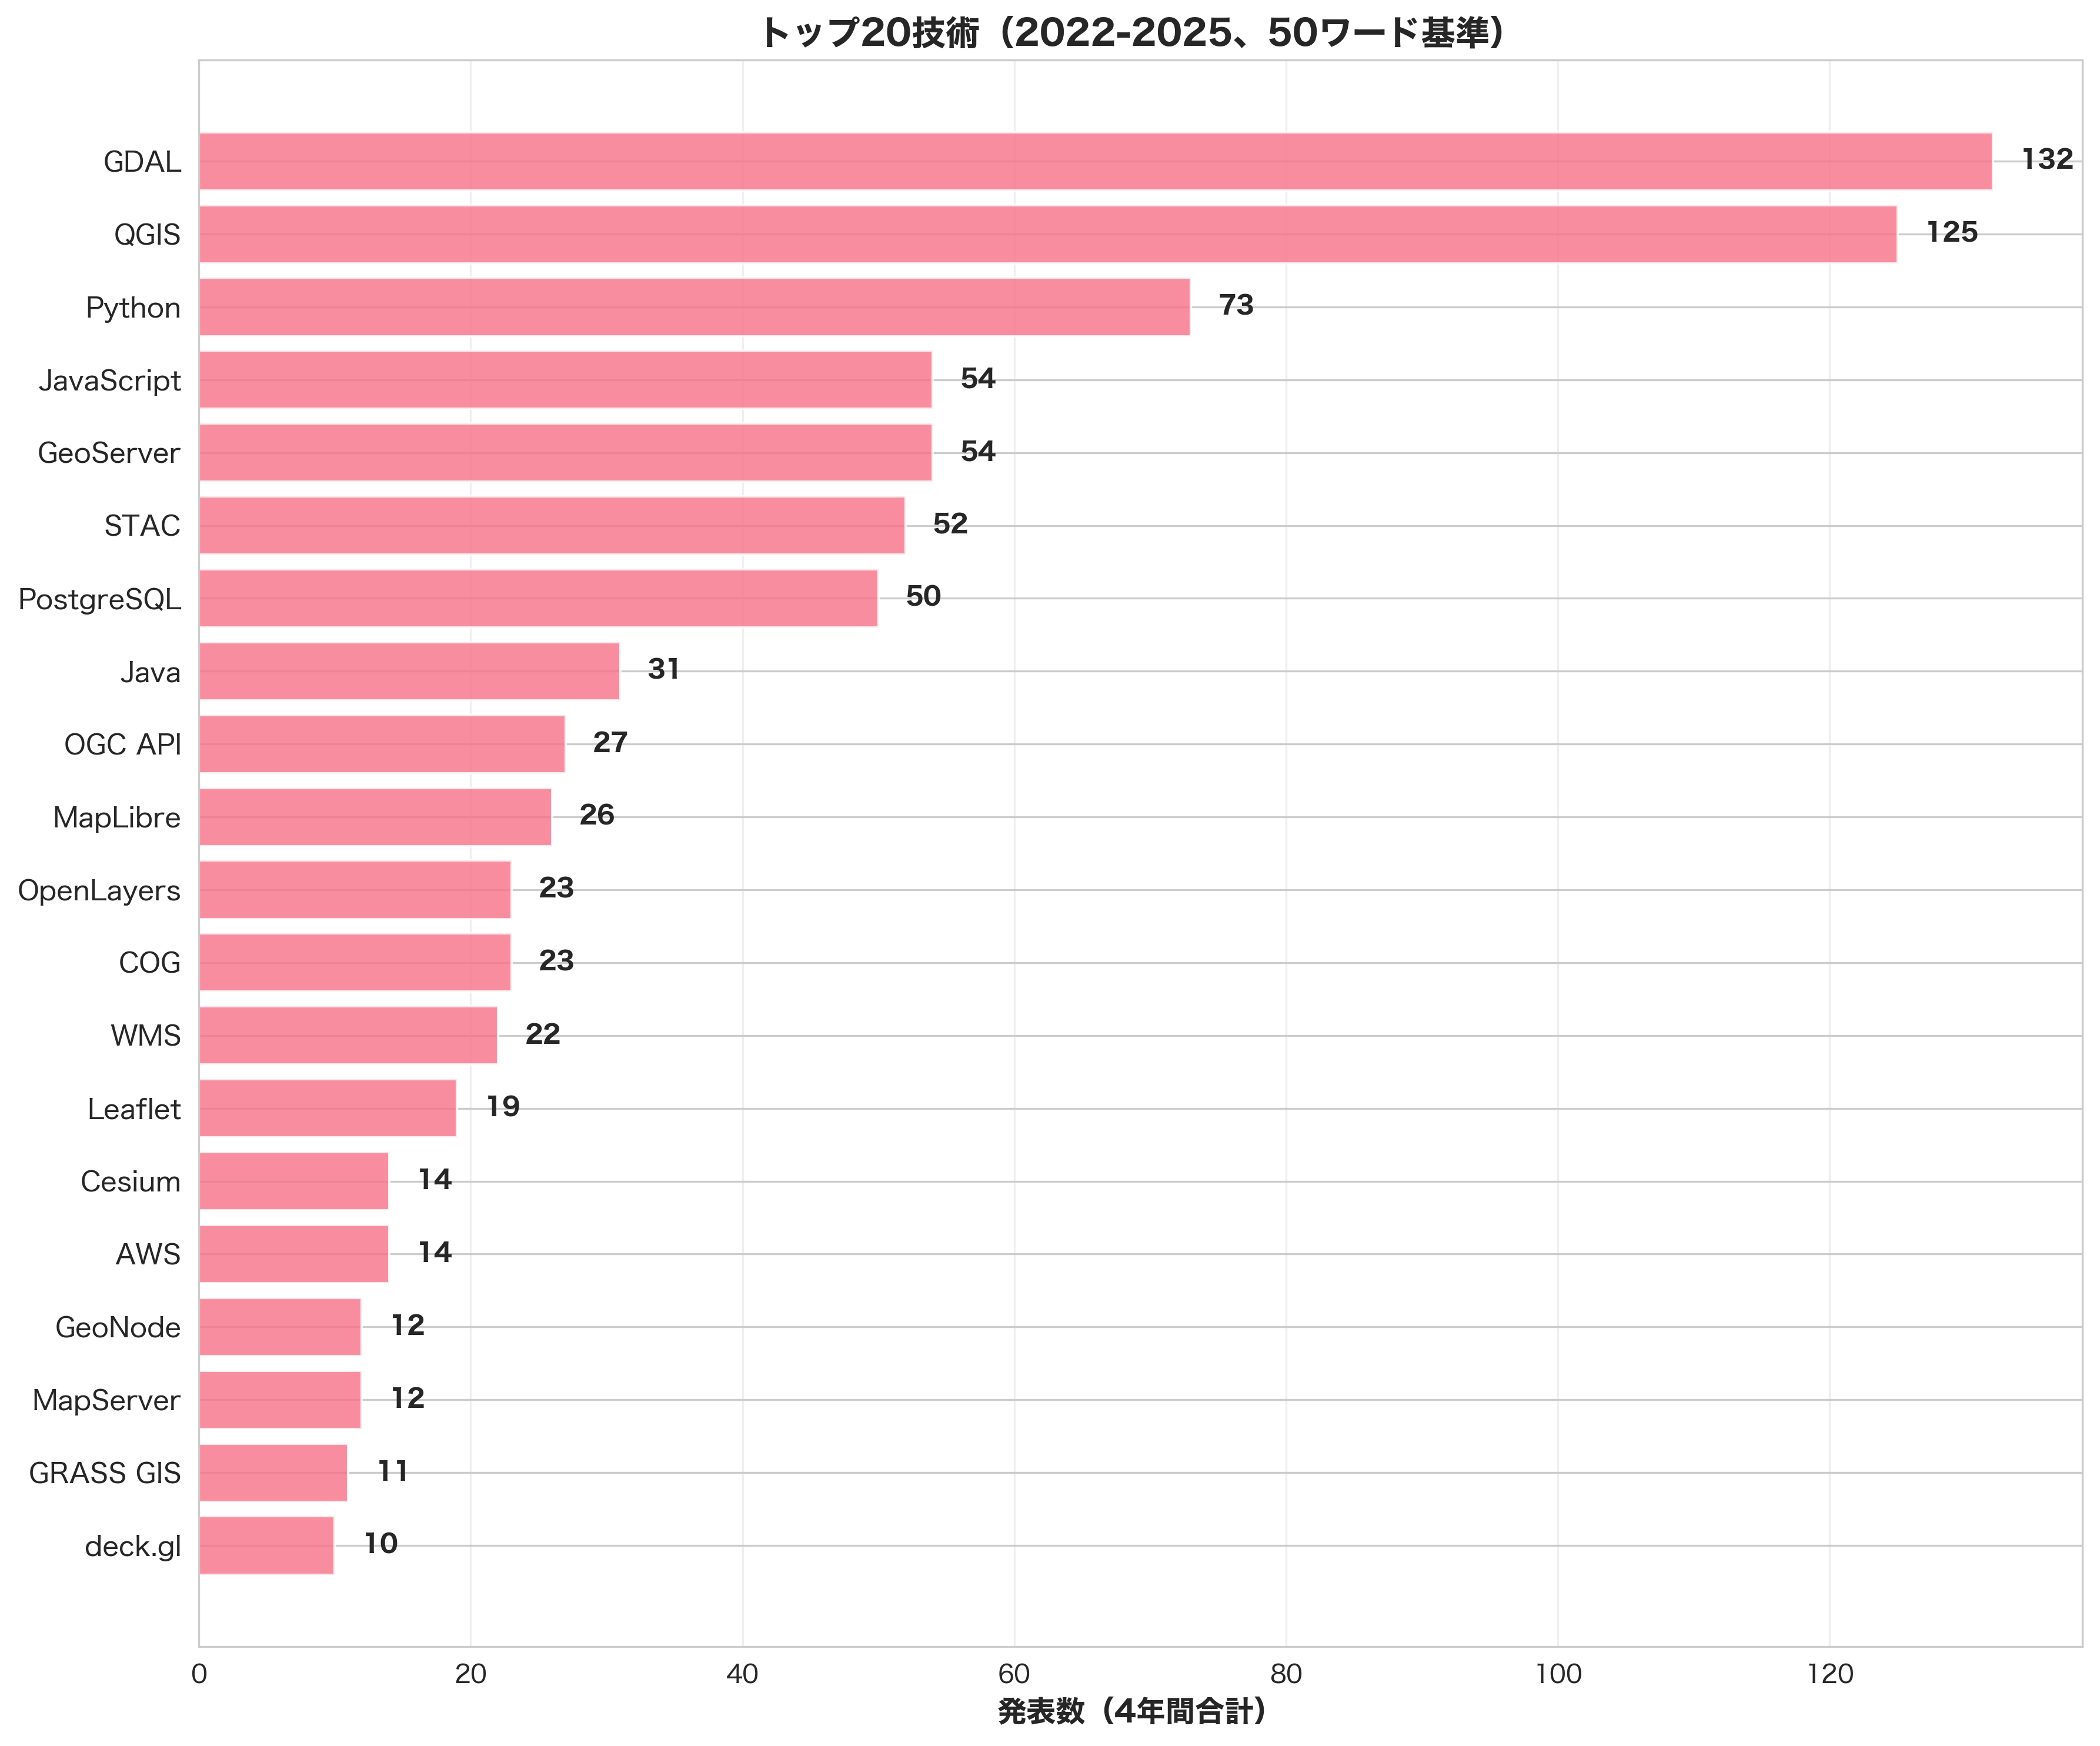 トップ20技術（2022-2025、50ワード基準）
GDAL 132
QGIS 125
Python 73
JavaScript 54
GeoServer 54
STAC 52
PostgreSQL 50
Java 31
OGC API 27
MapLibre 26
OpenLayers 23
COG 23
WMS 22
Leaflet 19
Cesium 14
AWS 14
GeoNode 12
MapServer 12
GRASS GIS 11
deck.gl 10
0 20 40 60 80 100 120
発表数（4年間合計）